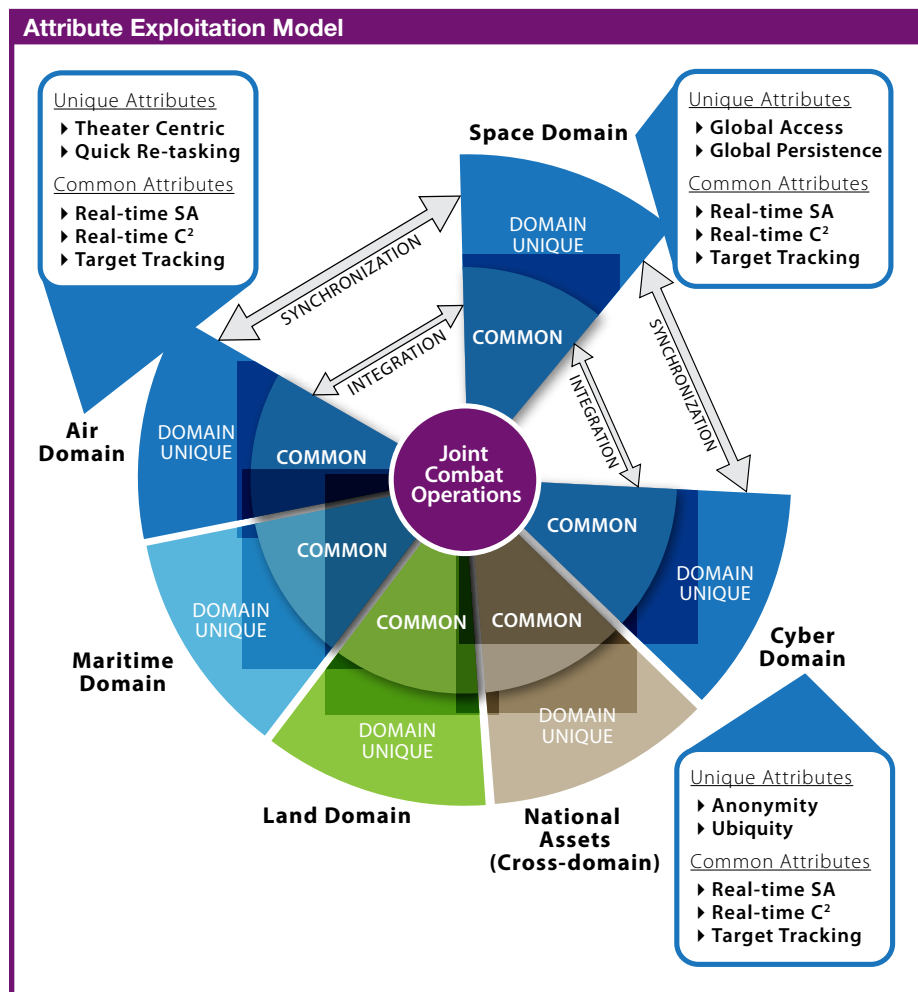 Attribute Exploitation Model
Unique Attributes
Theater Centric
Quick Re-tasking
Common Attributes
Real-time SA
Real-time C²
Target Tracking
Space Domain
Unique Attributes
Global Access
Global Persistence
Common Attributes
Real-time SA
Real-time C²
Target Tracking
SYNCHRONIZATION
INTEGRATION
DOMAIN
UNIQUE
COMMON
INTEGRATION
SYNCHRONIZATION
Air
Domain
DOMAIN
UNIQUE
COMMON
Joint
Combat
Operations
COMMON
DOMAIN
UNIQUE
Maritime
Domain
COMMON
DOMAIN
UNIQUE
Land Domain
COMMON
DOMAIN
UNIQUE
National
Assets
(Cross-domain)
COMMON
DOMAIN
UNIQUE
Cyber
Domain
Unique Attributes
Anonymity
Ubiquity
Common Attributes
Real-time SA
Real-time C²
Target Tracking